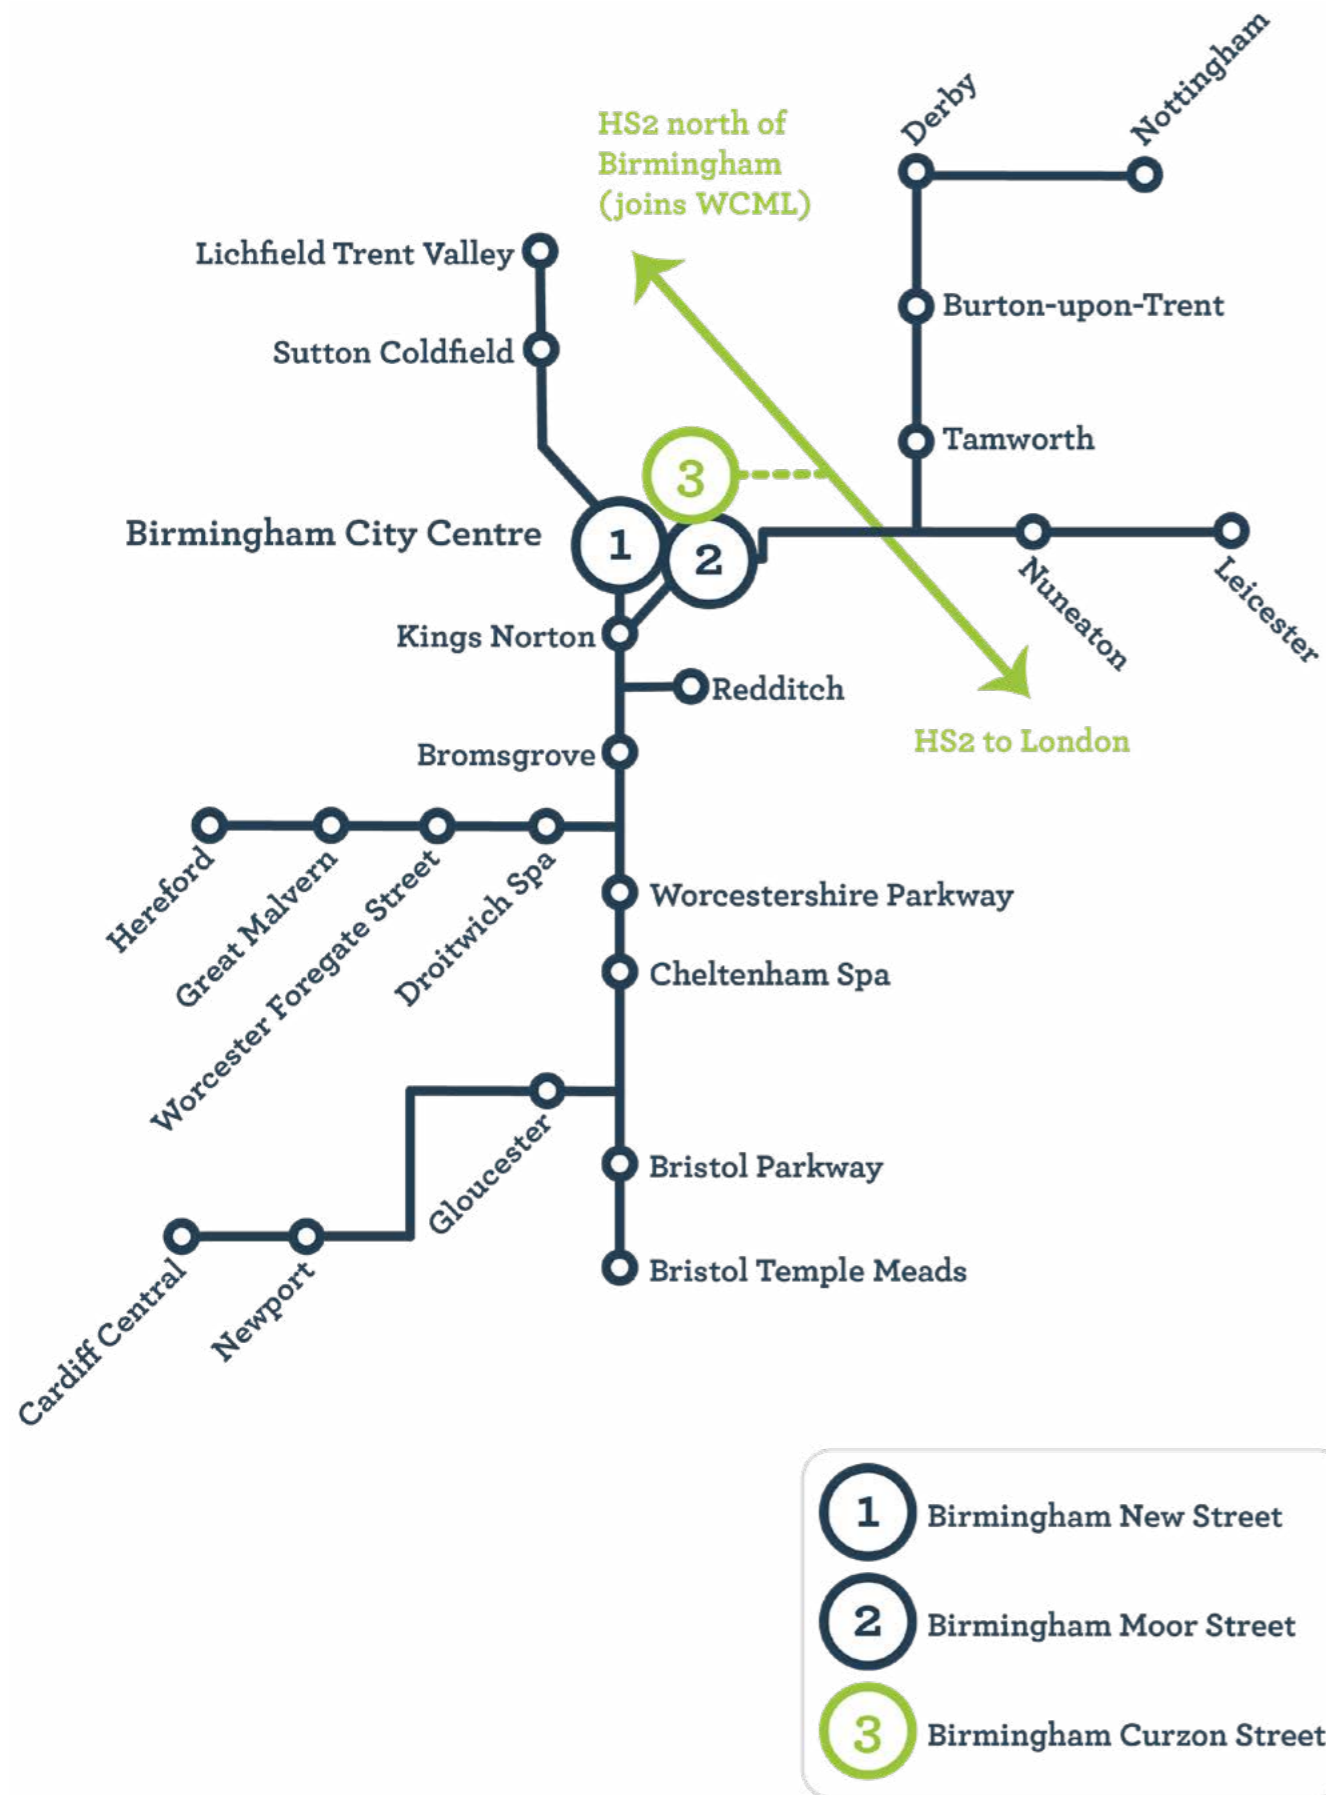 Nottingham
Derby
HS2 north of
Birmingham
(joins WCML)
Lichfield Trent Valley
Burton-upon-Trent
Sutton Coldfield
Tamworth
3
Birmingham City Centre
1
2
Nuneaton
Leicester
Kings Norton
Redditch
HS2 to London
Bromsgrove
Hereford
Great Malvern
Worcester Foregate Street
Droitwich Spa
Worcestershire Parkway
Cheltenham Spa
Gloucester
Bristol Parkway
Cardiff Central
Newport
Bristol Temple Meads
1 Birmingham New Street
2 Birmingham Moor Street
3 Birmingham Curzon Street